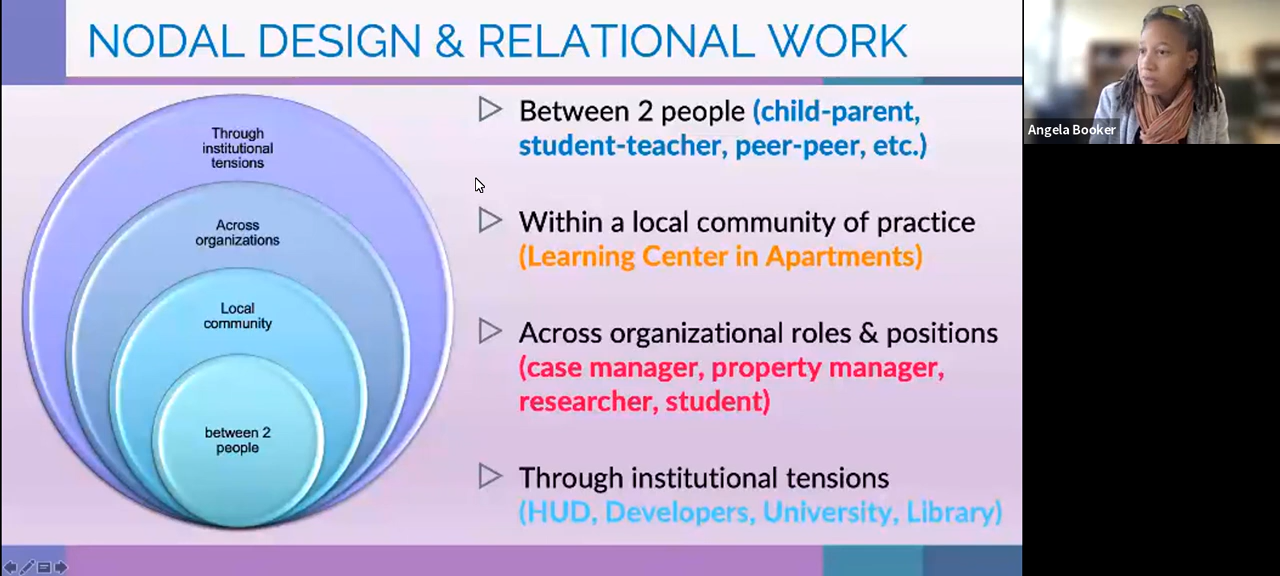 NODAL DESIGN & RELATIONAL WORK
Through
institutional
tensions
Across
organizations
Local
community
between 2
people
Between 2 people (child-parent,
student-teacher, peer-peer, etc.)
Within a local community of practice
(Learning Center in Apartments)
Across organizational roles & positions
(case manager, property manager,
researcher, student)
Through institutional tensions
(HUD, Developers, University, Library)
Angela Booker